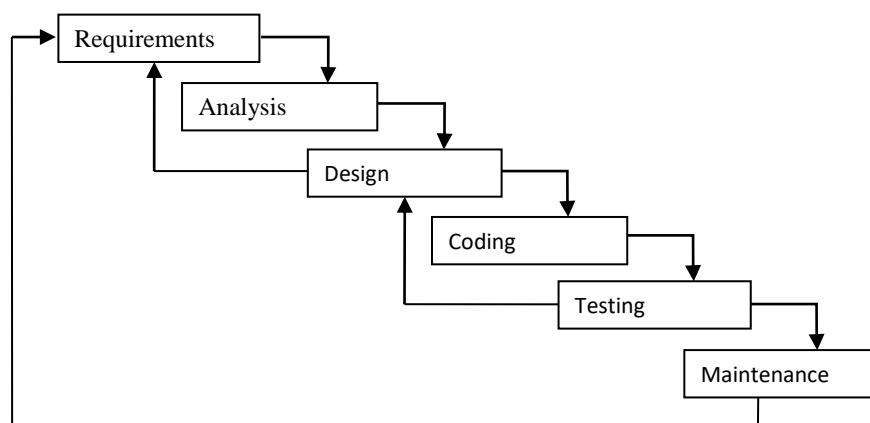 Requirements
Analysis
Design
Coding
Testing
Maintenance